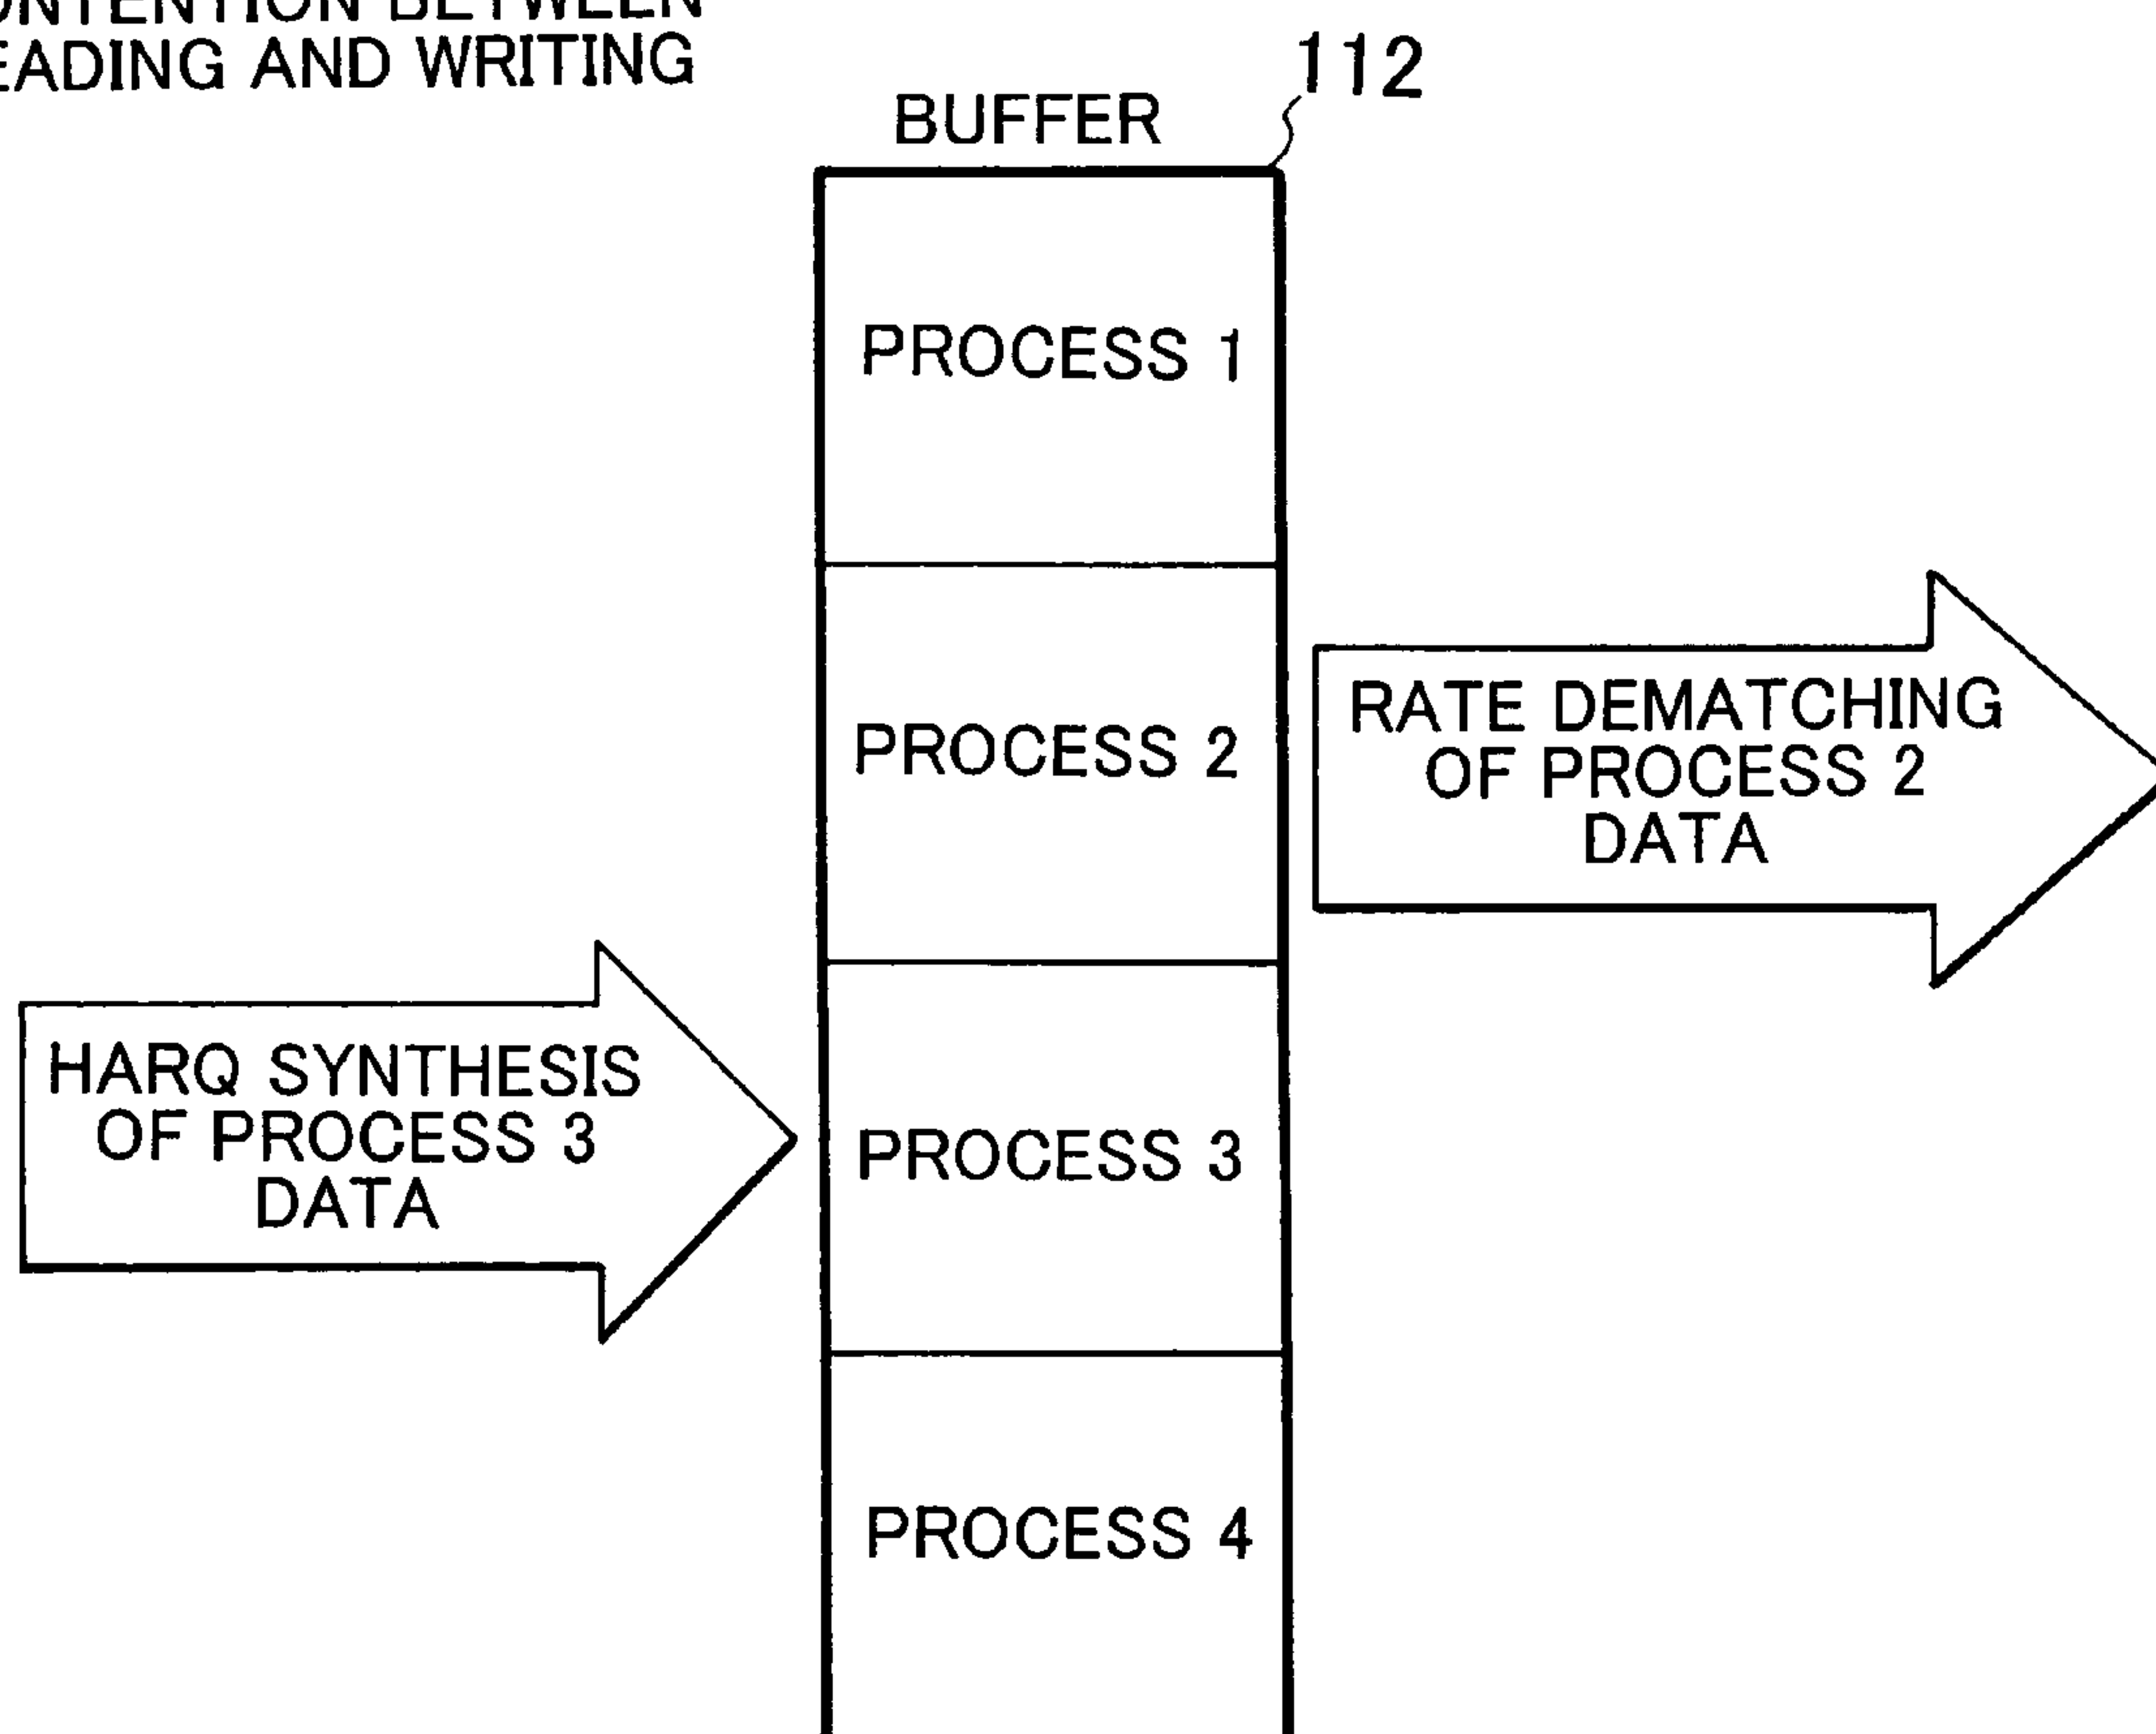 BETWEEN
AND WRITING
112
BUFFER
PROCESS 1
RATE DEMATCHING
OF PROCESS 2
DATA
PROCESS 2
HARQ SYNTHESIS
OF PROCESS 3
DATA
PROCESS 3
PROCESS 4